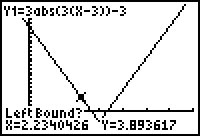 Y1=3abs(3(X-3))-3
Left Bound?
X=2.2340426 Y=3.893617